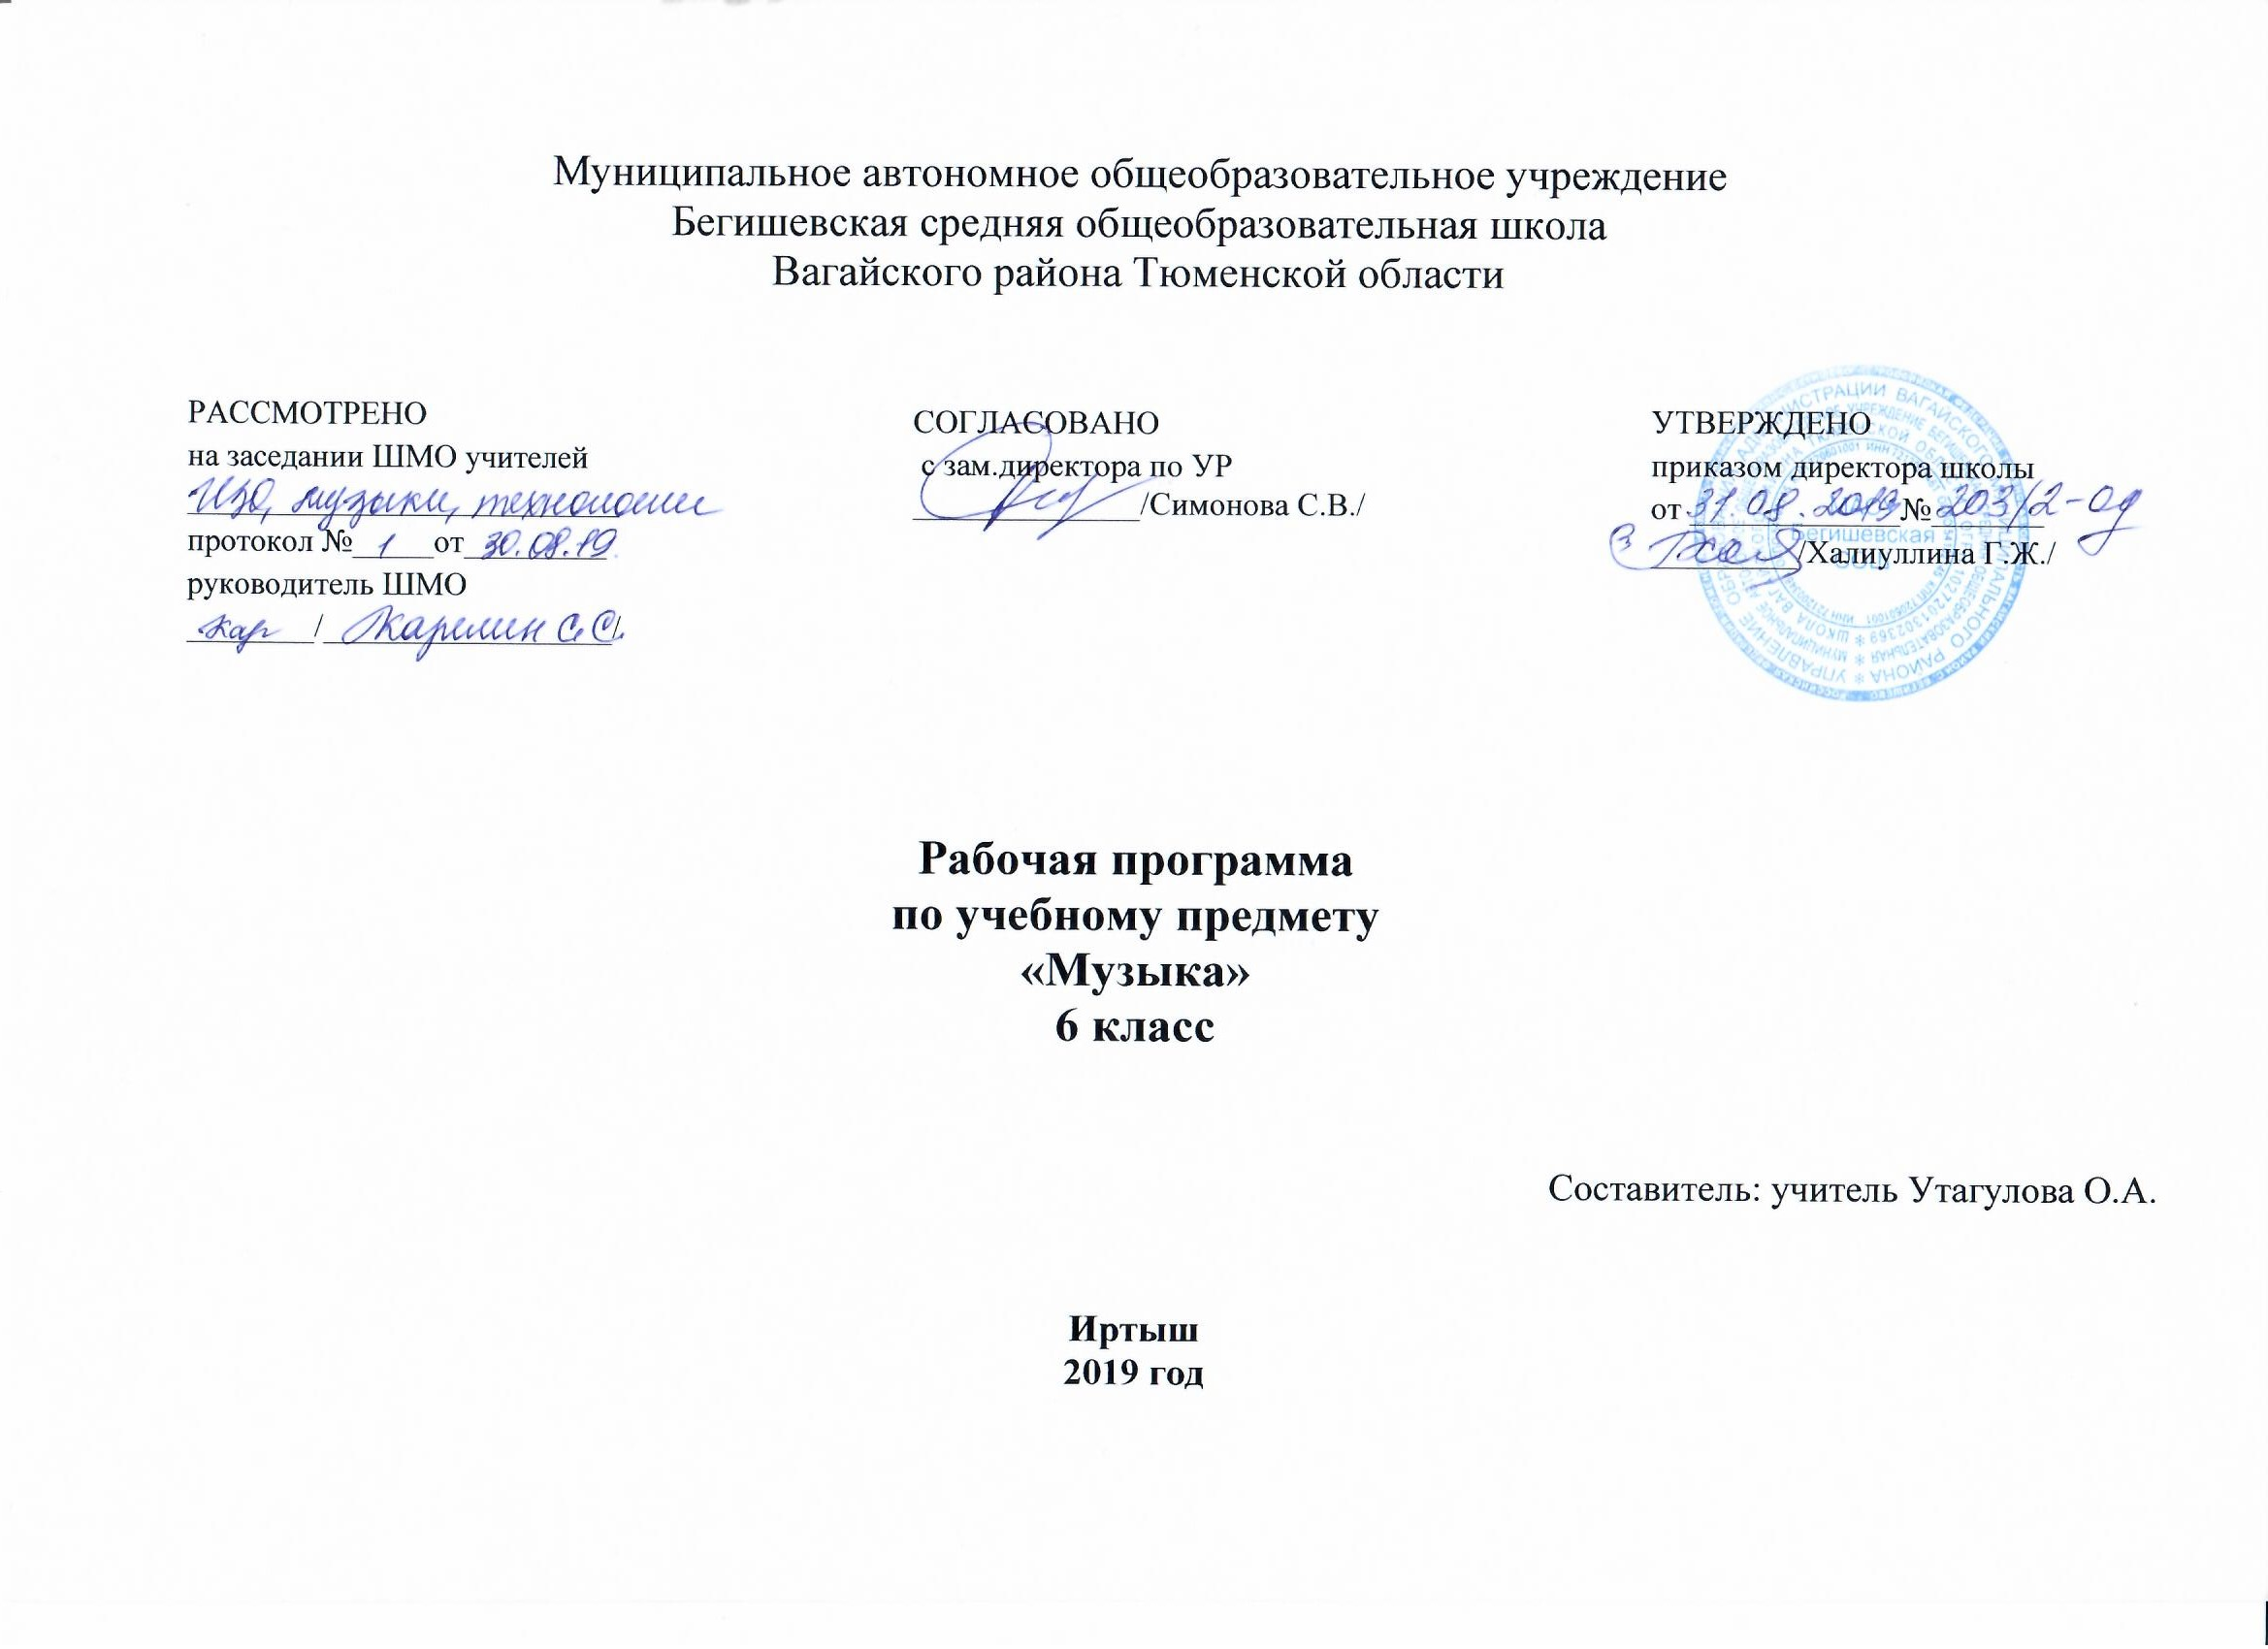 Муниципальное автономное общеобразовательное учреждение
Бегишевская средняя общеобразовательная школа
Вагайского района Тюменской области
РАССМОТРЕНО
на заседании ШМО учителей
ИЗО, музыки, технологии
протокол № 1 от 30.08.19
руководитель ШМО
Кар / Карелин С.С./
СОГЛАСОВАНО
с зам.директора по УР
/Симонова С.В./
УТВЕРЖДЕНО
приказом директора школы
от 31.08.2019 № 203/2-од
/Халиуллина Г.Ж./
Бегишевская
Рабочая программа
по учебному предмету
«Музыка»
6 класс
Составитель: учитель Утагулова О.А.
Иртыш
2019 год